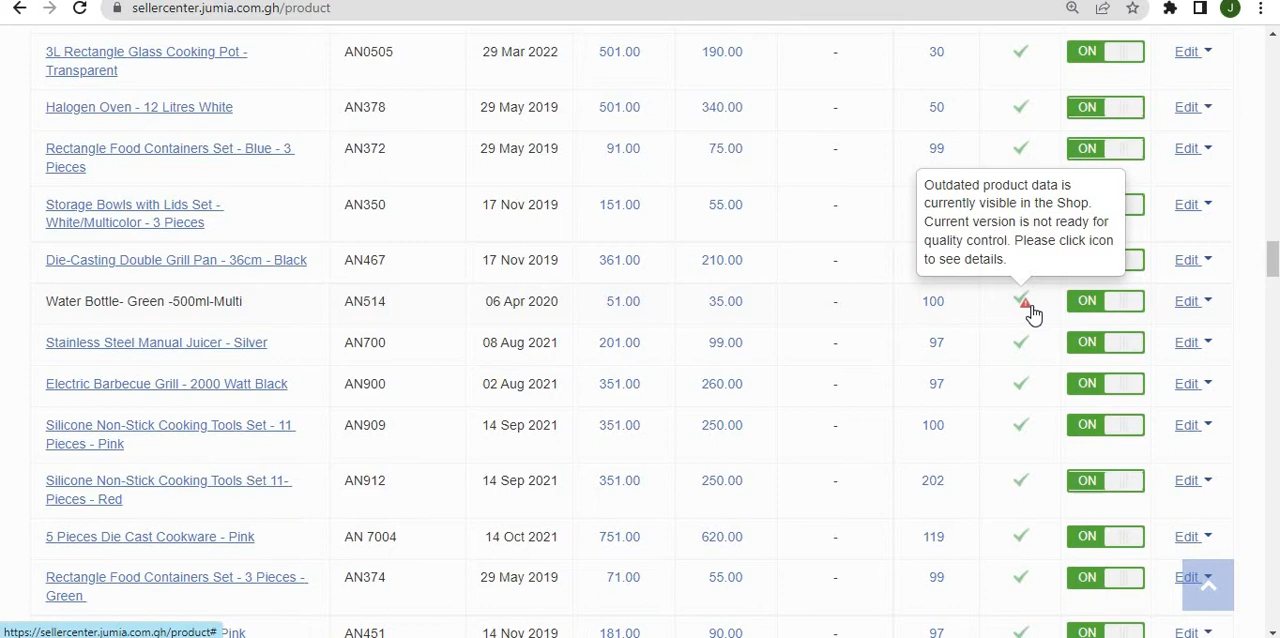 sellercenter.jumia.com.gh/product
J
3L Rectangle Glass Cooking Pot - AN0505 29 Mar 2022 501.00 190.00 - 30 ON Edit
Transparent
Halogen Oven - 12 Litres White AN378 29 May 2019 501.00 340.00 - 50 ON Edit
Rectangle Food Containers Set - Blue - 3 AN372 29 May 2019 91.00 75.00 - 99 ON Edit
Pieces
Outdated product data is
currently visible in the Shop.
Current version is not ready for
quality control. Please click icon
to see details.
Storage Bowls with Lids Set - AN350 17 Nov 2019 151.00 55.00 - Edit
White/Multicolor - 3 Pieces
Die-Casting Double Grill Pan - 36cm - Black AN467 17 Nov 2019 361.00 210.00 - Edit
Water Bottle- Green -500ml-Multi AN514 06 Apr 2020 51.00 35.00 - 100 ON Edit
Stainless Steel Manual Juicer - Silver AN700 08 Aug 2021 201.00 99.00 - 97 ON Edit
Electric Barbecue Grill - 2000 Watt Black AN900 02 Aug 2021 351.00 260.00 - 97 ON Edit
Silicone Non-Stick Cooking Tools Set - 11 AN909 14 Sep 2021 351.00 250.00 - 100 ON Edit
Pieces - Pink
Silicone Non-Stick Cooking Tools Set 11- AN912 14 Sep 2021 351.00 250.00 - 202 ON Edit
Pieces - Red
5 Pieces Die Cast Cookware - Pink AN 7004 14 Oct 2021 751.00 620.00 - 119 ON Edit
Rectangle Food Containers Set - 3 Pieces - AN374 29 May 2019 71.00 55.00 - 99 ON Edit
Green
https://sellercenter.jumia.com.gh/product# Pink AN451 14 Nov 2019 181.00 90.00 - 97 ON Edit